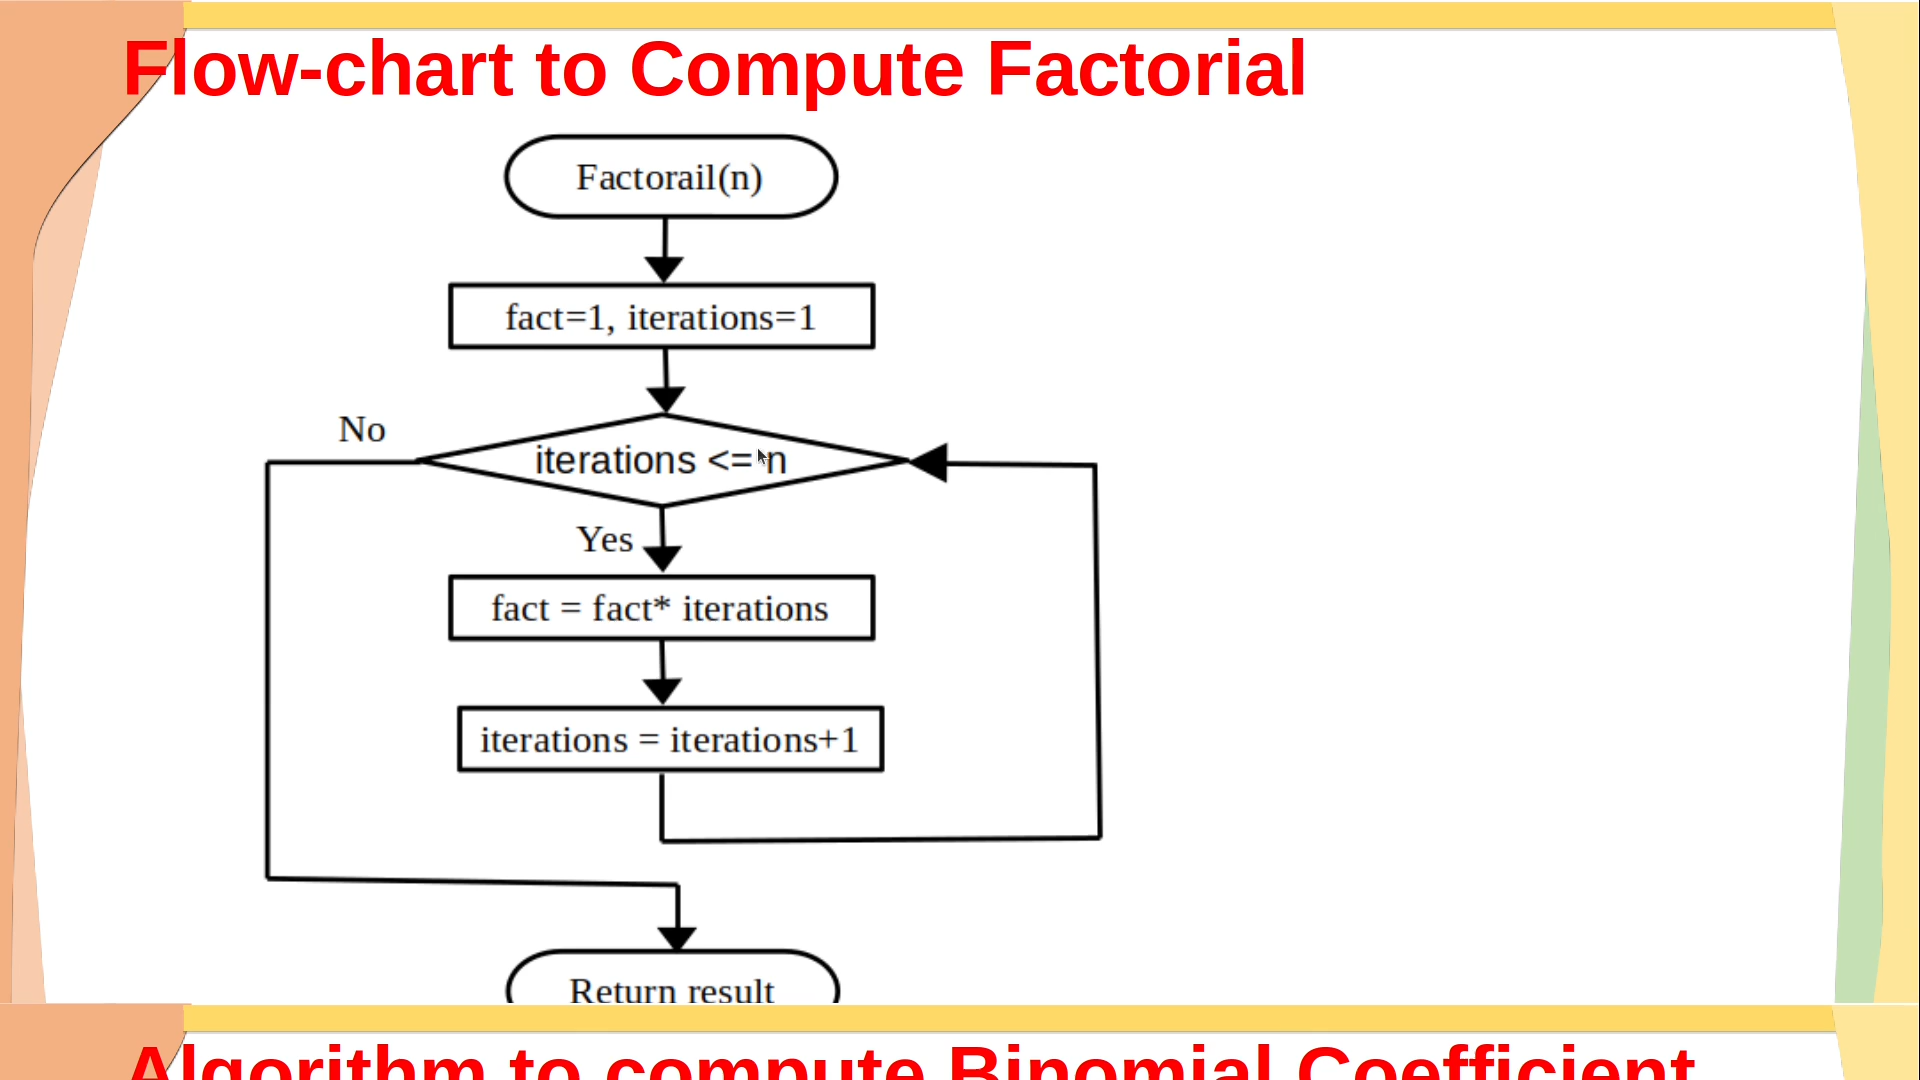 Flow-chart to Compute Factorial
Factorail(n)
fact=1, iterations=1
No
iterations <= n
Yes
fact = fact* iterations
iterations = iterations+1
Return result
Algorithm to compute Binomial Coefficient